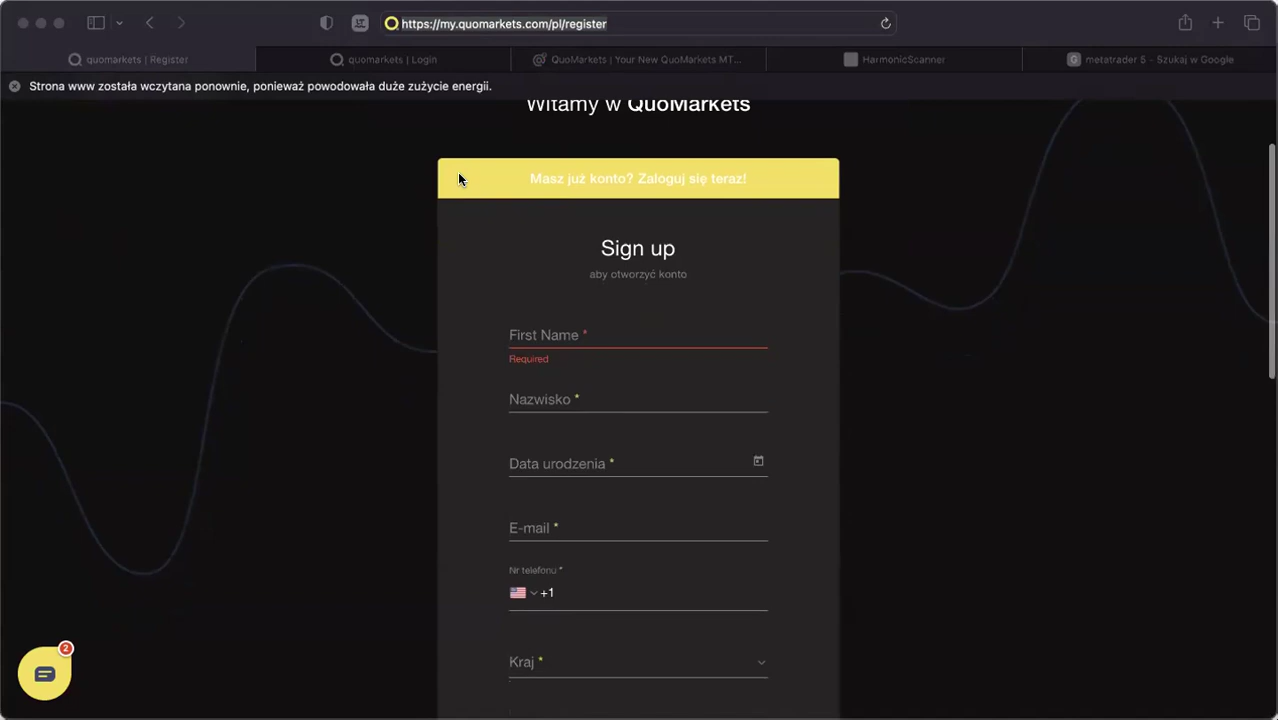 https://my.quomarkets.com/pl/register
quomarkets | Register
quomarkets | Login
QuoMarkets | Your New QuoMarkets MT...
HarmonicScanner
metatrader 5 - Szukaj w Google
Strona www została wczytana ponownie, ponieważ powodowała duże zużycie energii.
Witamy w QuoMarkets
Masz już konto? Zaloguj się teraz!
Sign up
aby otworzyć konto
First Name *
Required
Nazwisko *
Data urodzenia *
E-mail *
Nr telefonu *
+1
Kraj *
2